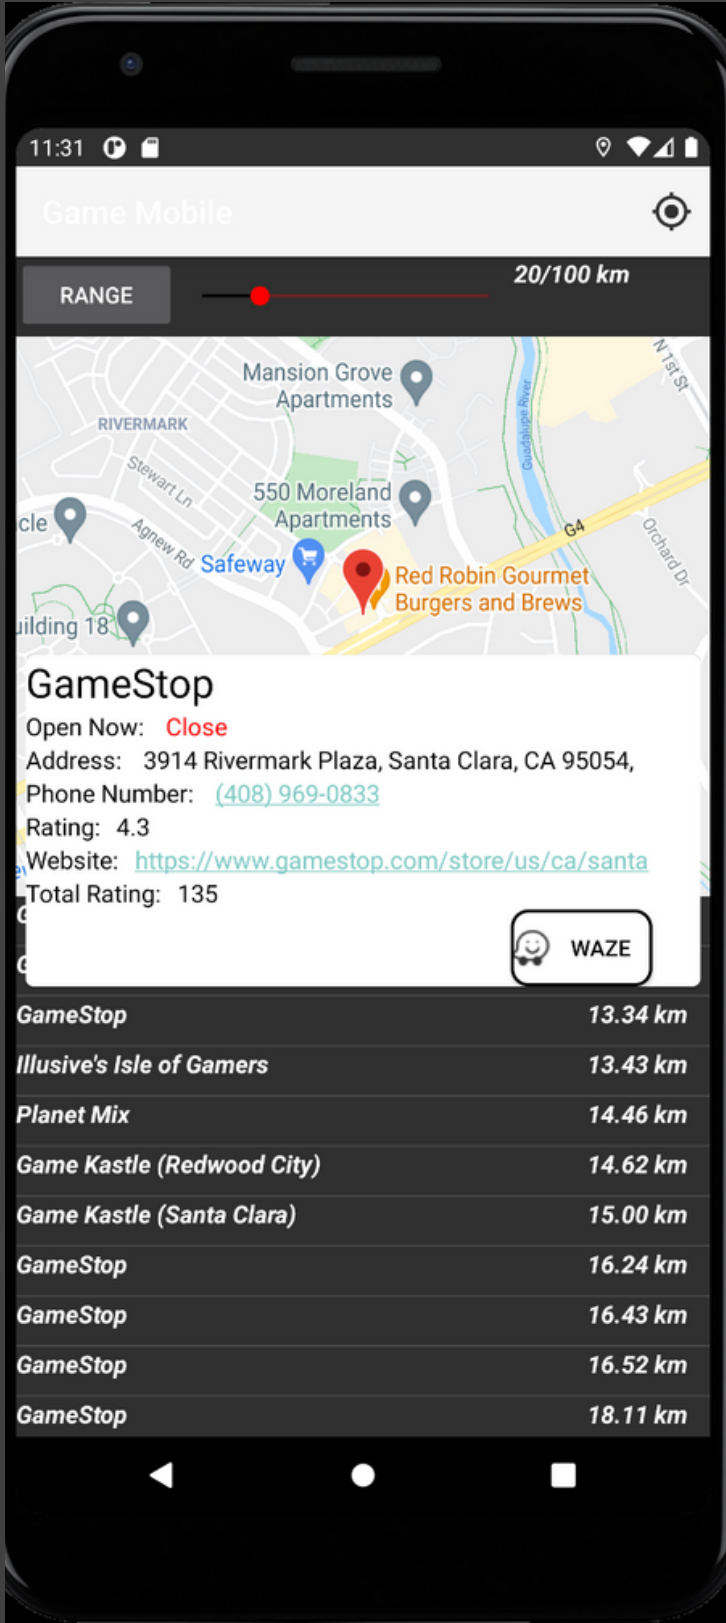 11:31
Game Mobile
RANGE
20/100 km
N 1st St
Mansion Grove
Apartments
Guadalupe River
RIVERMARK
Stewart Ln
550 Moreland
Apartments
G4
cle
Agnew Rd
Orchard Dr
Safeway
Red Robin Gourmet
Burgers and Brews
uilding 18
GameStop
Open Now: Close
Address: 3914 Rivermark Plaza, Santa Clara, CA 95054,
Phone Number: (408) 969-0833
Rating: 4.3
Website: https://www.gamestop.com/store/us/ca/santa
Total Rating: 135
WAZE
GameStop 13.34 km
Illusive's Isle of Gamers 13.43 km
Planet Mix 14.46 km
Game Kastle (Redwood City) 14.62 km
Game Kastle (Santa Clara) 15.00 km
GameStop 16.24 km
GameStop 16.43 km
GameStop 16.52 km
GameStop 18.11 km